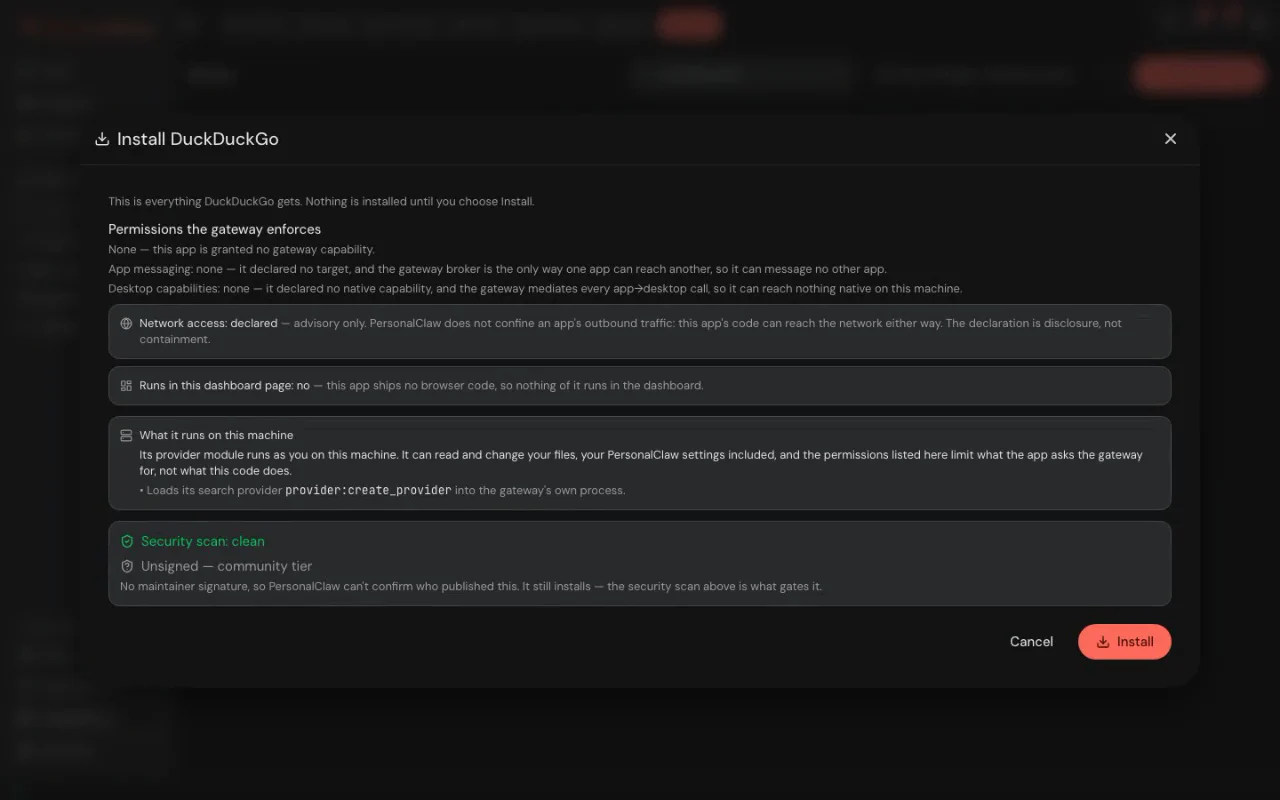 Install DuckDuckGo
This is everything DuckDuckGo gets. Nothing is installed until you choose Install.
Permissions the gateway enforces
None — this app is granted no gateway capability.
App messaging: none — it declared no target, and the gateway broker is the only way one app can reach another, so it can message no other app.
Desktop capabilities: none — it declared no native capability, and the gateway mediates every app→desktop call, so it can reach nothing native on this machine.
Network access: declared — advisory only. PersonalClaw does not confine an app's outbound traffic: this app's code can reach the network either way. The declaration is disclosure, not
containment.
Runs in this dashboard page: no — this app ships no browser code, so nothing of it runs in the dashboard.
What it runs on this machine
Its provider module runs as you on this machine. It can read and change your files, your PersonalClaw settings included, and the permissions listed here limit what the app asks the gateway
for, not what this code does.
• Loads its search provider provider:create_provider into the gateway's own process.
Security scan: clean
Unsigned — community tier
No maintainer signature, so PersonalClaw can't confirm who published this. It still installs — the security scan above is what gates it.
Cancel
Install